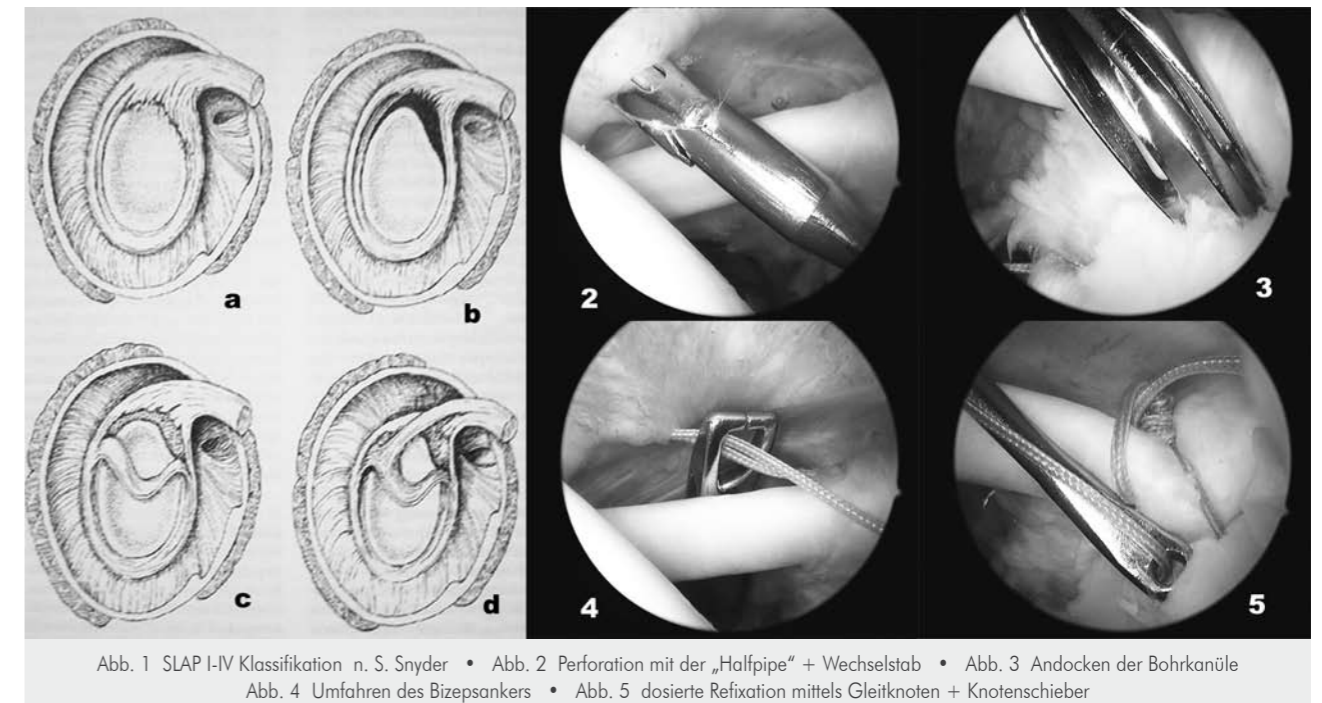 a
b
2
3
c
d
4
5
Abb. 1 SLAP I-IV Klassifikation n. S. Snyder • Abb. 2 Perforation mit der „Halfpipe“ + Wechselstab • Abb. 3 Andocken der Bohrkanüle
Abb. 4 Umfahren des Bizepsankers • Abb. 5 dosierte Refixation mittels Gleitknoten + Knotenschieber